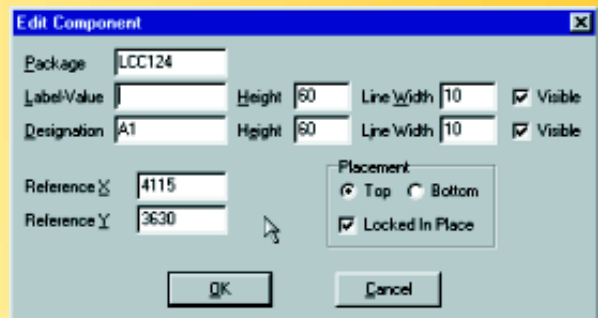 Edit Component
Package LCC124
Label-Value Height 60 Line Width 10 Visible
Designation A1 Height 60 Line Width 10 Visible
Placement
Reference X 4115 Top Bottom
Reference Y 3630 Locked In Place
OK Cancel